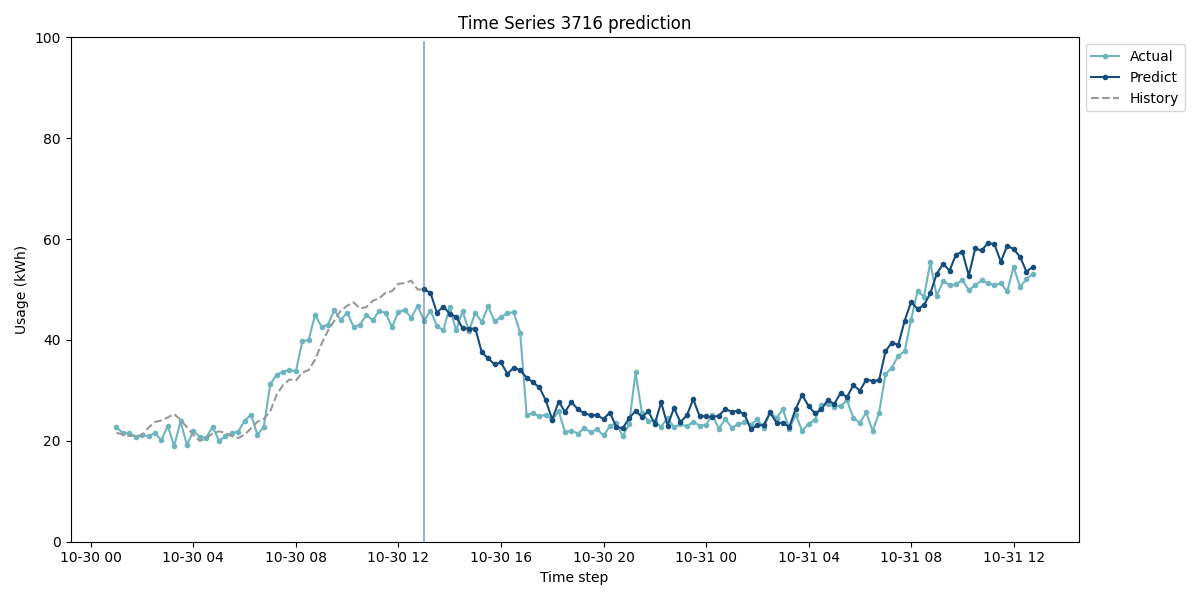 Time Series 3716 prediction
100
80
60
40
20
0
Usage (kWh)
10-30 00
10-30 04
10-30 08
10-30 12
10-30 16
10-30 20
10-31 00
10-31 04
10-31 08
10-31 12
Time step
Actual
Predict
History